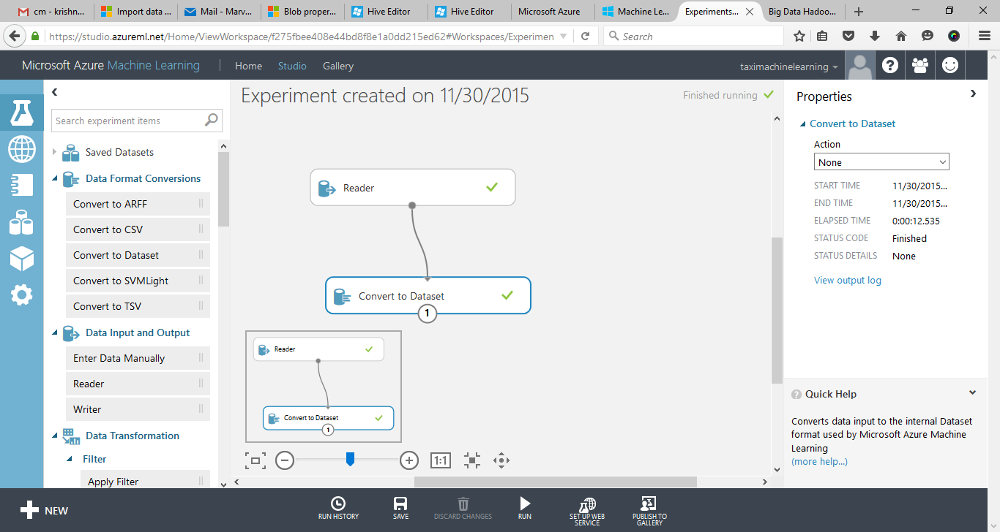 cm - krishn...
Import data ...
Mail - Marv...
Blob proper...
Hive Editor
Hive Editor
Microsoft Azure
Machine Le...
Experiments...
Big Data Hadoo...
https://studio.azureml.net/Home/ViewWorkspace/f275fbee408e44bd8f8e1a0dd215ed62#Workspaces/Experimen
Search
Microsoft Azure Machine Learning
Home
Studio
Gallery
taximachinelearning
Search experiment items
Saved Datasets
Data Format Conversions
Convert to ARFF
Convert to CSV
Convert to Dataset
Convert to SVMLight
Convert to TSV
Data Input and Output
Enter Data Manually
Reader
Writer
Data Transformation
Filter
Apply Filter
Experiment created on 11/30/2015
Finished running
Reader
Convert to Dataset
1
Reader
Convert to Dataset
1
1:1
Properties
Convert to Dataset
Action
None
START TIME 11/30/2015...
END TIME 11/30/2015...
ELAPSED TIME 0:00:12.535
STATUS CODE Finished
STATUS DETAILS None
View output log
Quick Help
Converts data input to the internal Dataset
format used by Microsoft Azure Machine
Learning
(more help...)
NEW
RUN HISTORY
SAVE
DISCARD CHANGES
RUN
SET UP WEB
SERVICE
PUBLISH TO
GALLERY